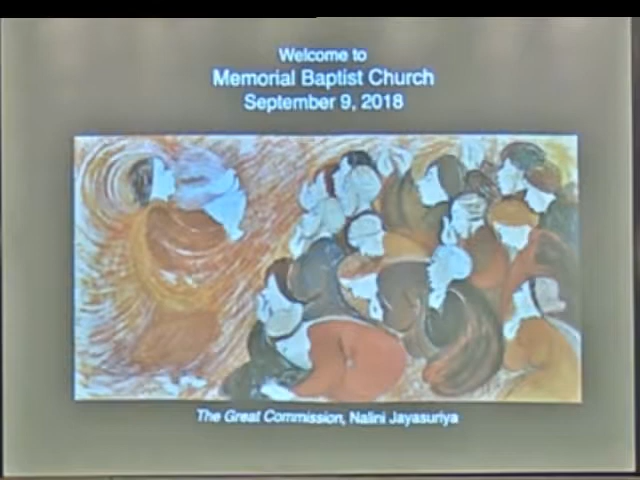 Welcome to
Memorial Baptist Church
September 9, 2018
The Great Commission, Nalini Jayasuriya